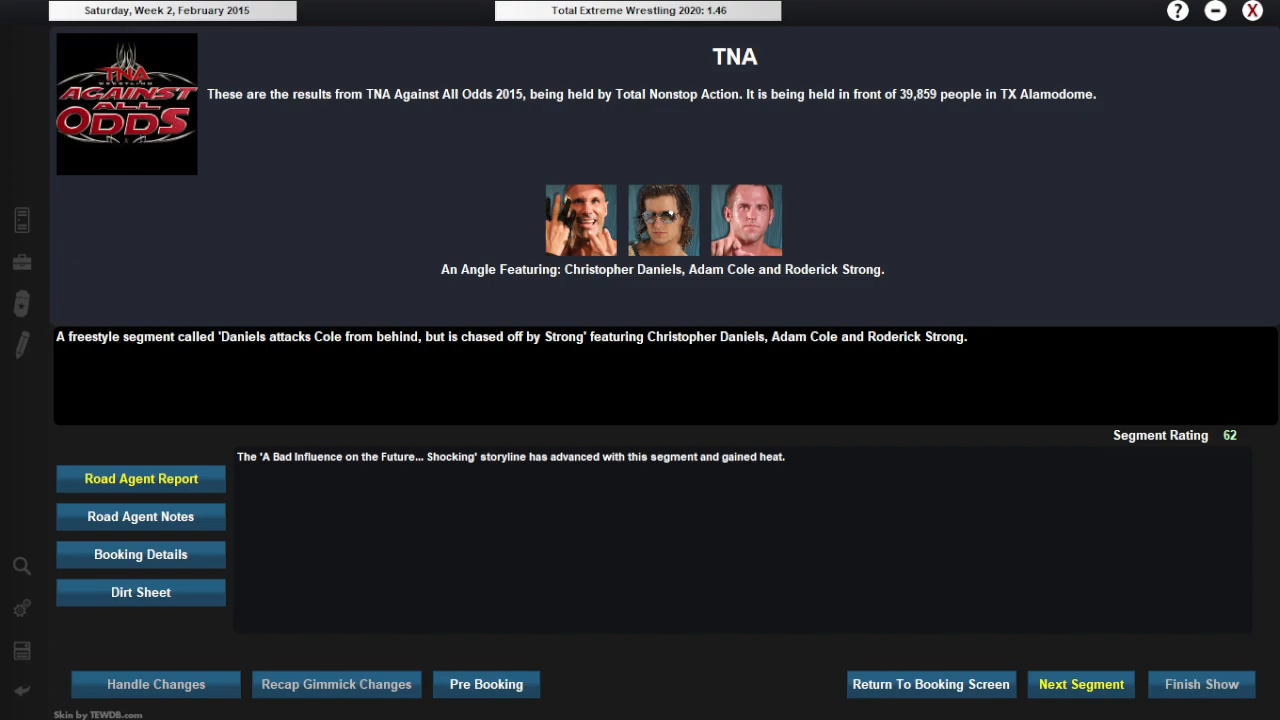 Saturday, Week 2, February 2015
Total Extreme Wrestling 2020: 1.46
?
X
TNA
TNA
WRESTLING
AGAINST
ALL
ODDS
These are the results from TNA Against All Odds 2015, being held by Total Nonstop Action. It is being held in front of 39,859 people in TX Alamodome.
An Angle Featuring: Christopher Daniels, Adam Cole and Roderick Strong.
A freestyle segment called 'Daniels attacks Cole from behind, but is chased off by Strong' featuring Christopher Daniels, Adam Cole and Roderick Strong.
Segment Rating 62
The 'A Bad Influence on the Future... Shocking' storyline has advanced with this segment and gained heat.
Road Agent Report
Road Agent Notes
Booking Details
Dirt Sheet
Handle Changes
Recap Gimmick Changes
Pre Booking
Return To Booking Screen
Next Segment
Finish Show
Skin by TEWDB.com